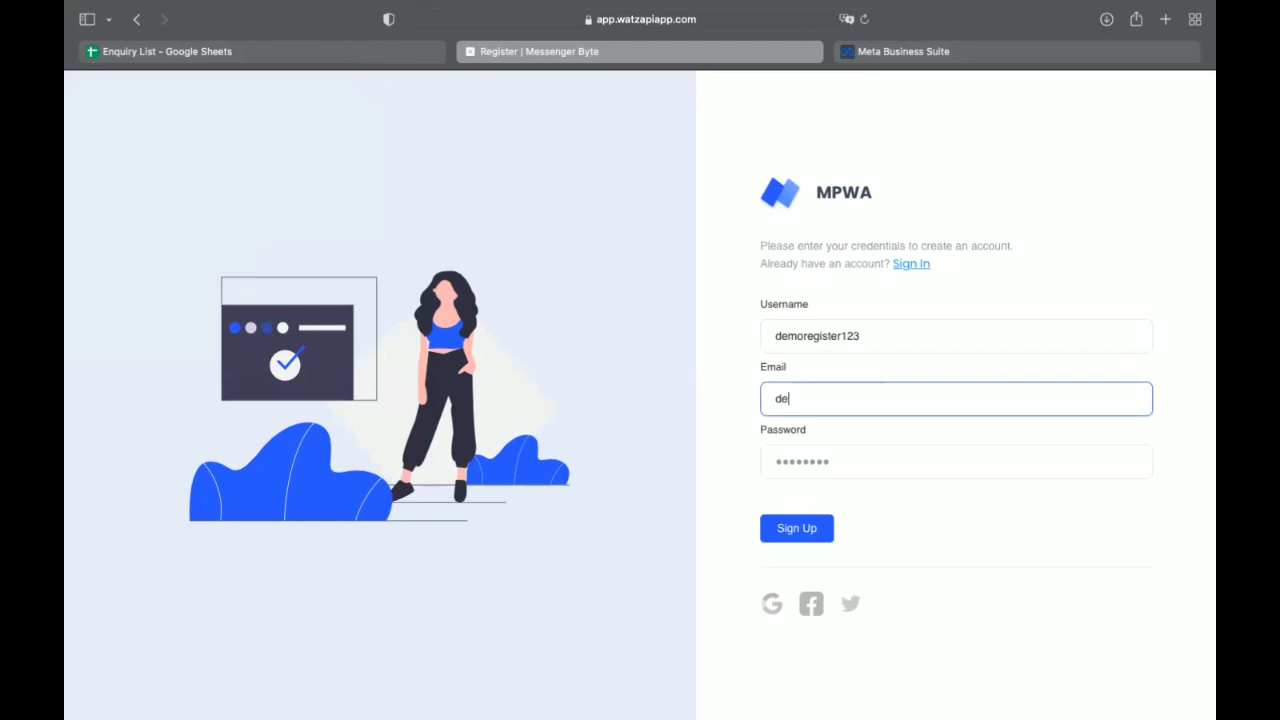 app.watzapiapp.com
Enquiry List - Google Sheets
Register | Messenger Byte
Meta Business Suite
MPWA
Please enter your credentials to create an account.
Already have an account? Sign In
Username
demoregister123
Email
de
Password
••••••••
Sign Up